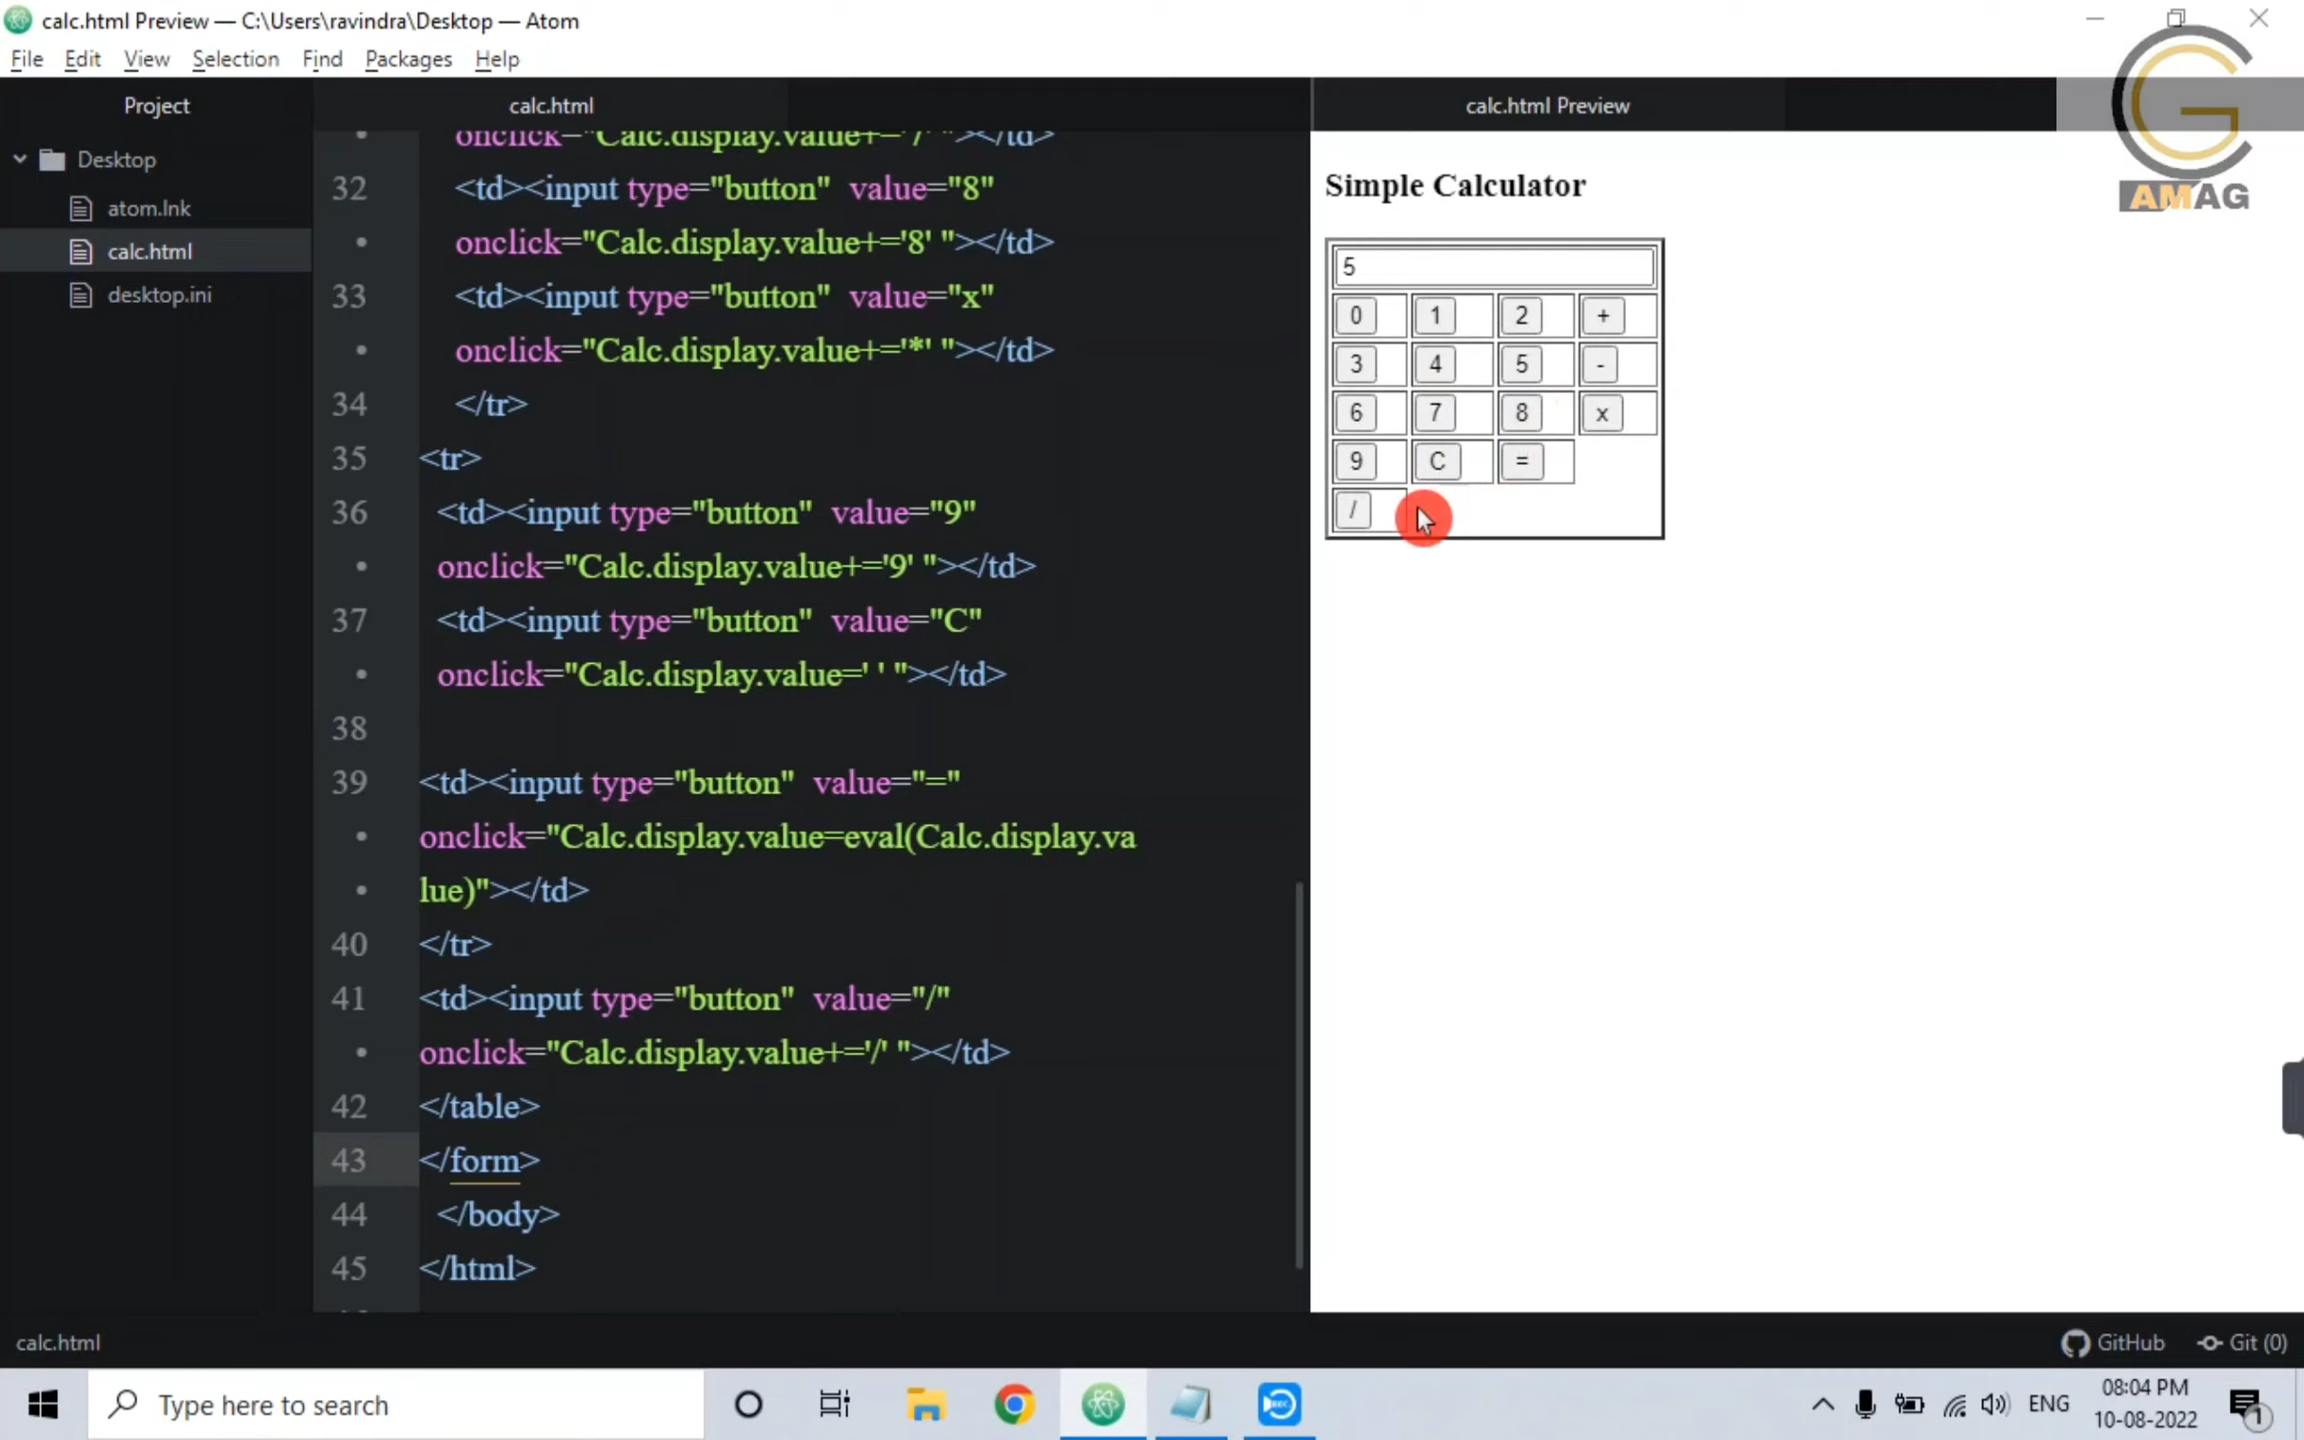 calc.html Preview — C:\Users\ravindra\Desktop — Atom
File Edit View Selection Find Packages Help
AMAG
Project
Desktop
atom.lnk
calc.html
desktop.ini
calc.html
onclick="Calc.display.value+='7' "></td>
32 <td><input type="button" value="8"
• onclick="Calc.display.value+='8' "></td>
33 <td><input type="button" value="x"
• onclick="Calc.display.value+='*' "></td>
34 </tr>
35 <tr>
36 <td><input type="button" value="9"
• onclick="Calc.display.value+='9' "></td>
37 <td><input type="button" value="C"
• onclick="Calc.display.value=' ' "></td>
38
39 <td><input type="button" value="="
• onclick="Calc.display.value=eval(Calc.display.va
• lue)"></td>
40 </tr>
41 <td><input type="button" value="/"
• onclick="Calc.display.value+='/' "></td>
42 </table>
43 </form>
44 </body>
45 </html>
calc.html Preview
Simple Calculator
5
0 1 2 +
3 4 5 -
6 7 8 x
9 C =
/
calc.html
GitHub Git (0)
Type here to search
ENG
08:04 PM
10-08-2022
1